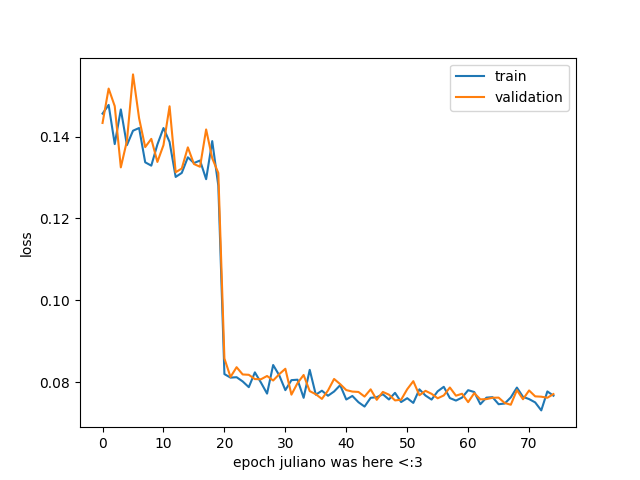 train
validation
0.14
0.12
0.10
0.08
loss
0 10 20 30 40 50 60 70
epoch juliano was here <:3